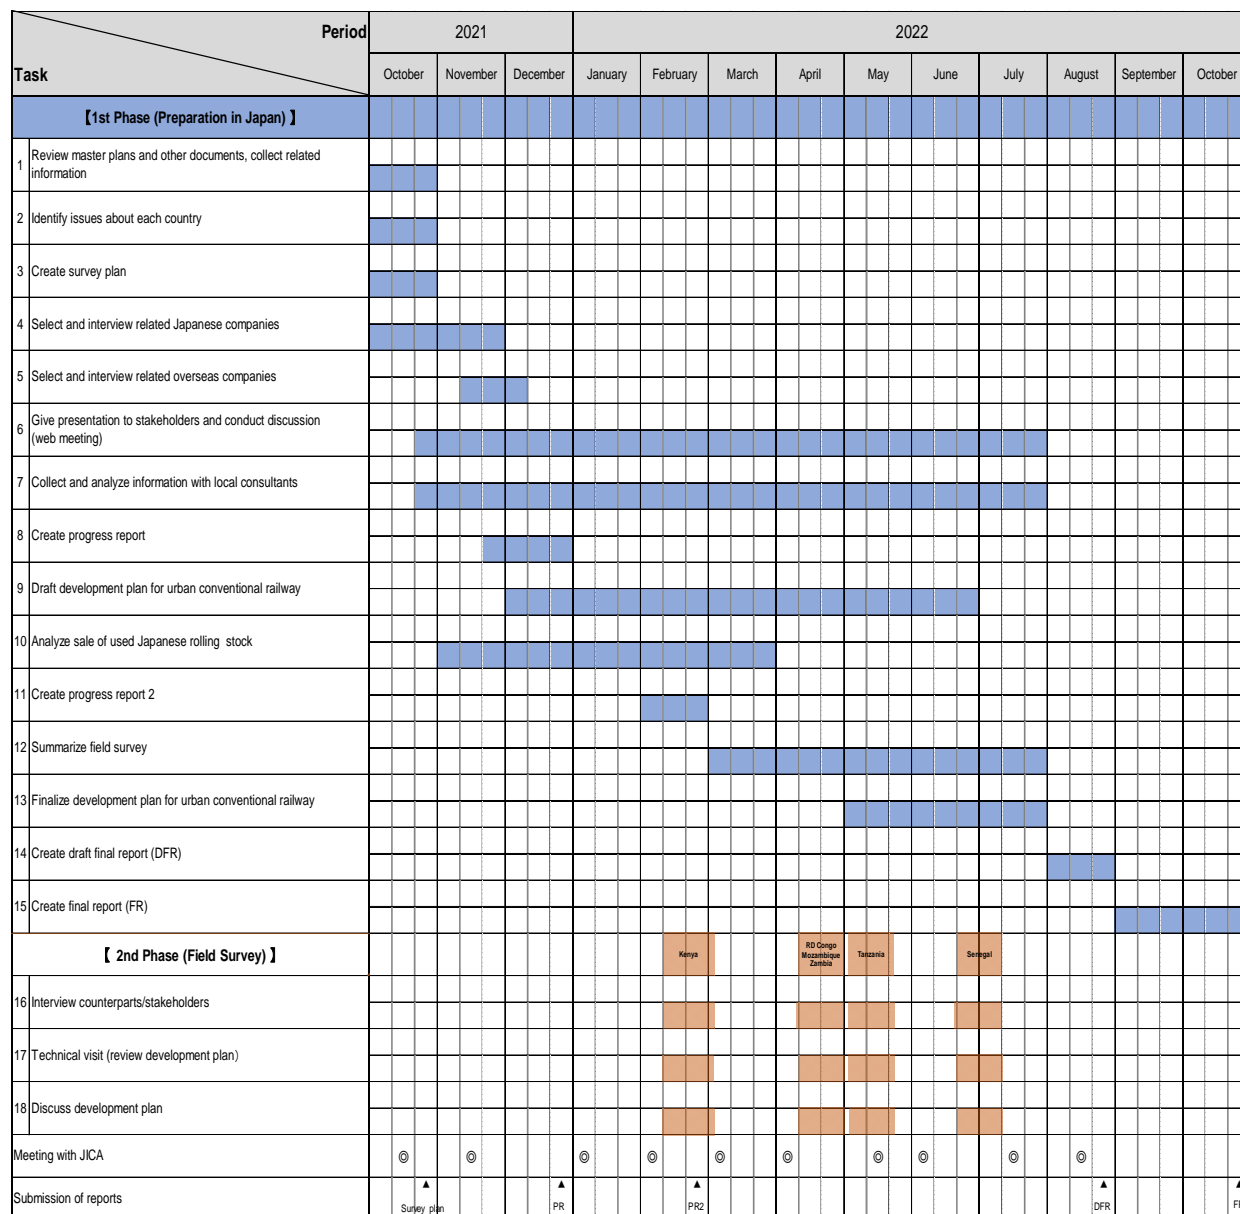 Period
2021
2022
Task
October
November
December
January
February
March
April
May
June
July
August
September
October
【1st Phase (Preparation in Japan) 】
1
Review master plans and other documents, collect related
information
2
Identify issues about each country
3
Create survey plan
4
Select and interview related Japanese companies
5
Select and interview related overseas companies
6
Give presentation to stakeholders and conduct discussion
(web meeting)
7
Collect and analyze information with local consultants
8
Create progress report
9
Draft development plan for urban conventional railway
10
Analyze sale of used Japanese rolling stock
11
Create progress report 2
12
Summarize field survey
13
Finalize development plan for urban conventional railway
14
Create draft final report (DFR)
15
Create final report (FR)
【 2nd Phase (Field Survey) 】
Kenya
RD Congo
Mozambique
Zambia
Tanzania
Senegal
16
Interview counterparts/stakeholders
17
Technical visit (review development plan)
18
Discuss development plan
Meeting with JICA
◎ ◎ ◎ ◎ ◎ ◎ ◎ ◎ ◎ ◎
Submission of reports
▲ ▲ ▲ ▲ ▲
Survey plan
PR
PR2
DFR